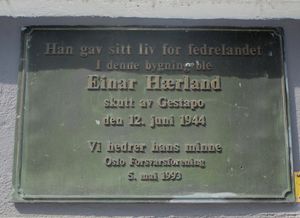 Han gav sitt liv for fedrelandet
I denne bygning ble
Einar Hærland
skutt av Gestapo
den 12. juni 1944
Vi hedrer hans minne
Oslo Forsvarsforening
5. mai 1993